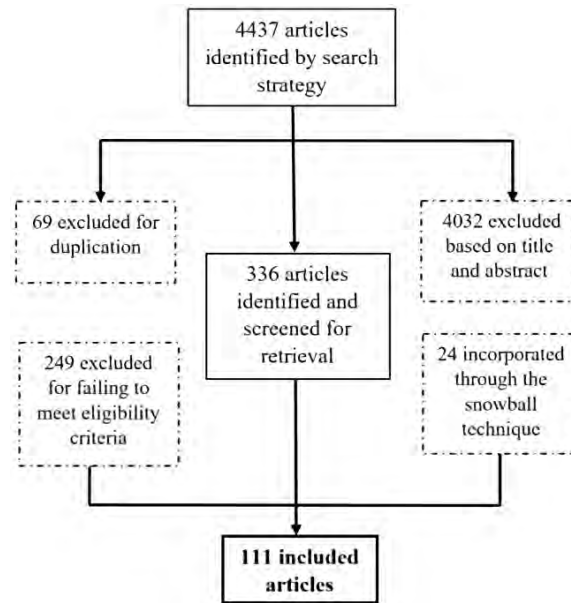 4437 articles
identified by search
strategy
69 excluded for
duplication
4032 excluded
based on title
and abstract
336 articles
identified and
screened for
retrieval
249 excluded
for failing to
meet eligibility
criteria
24 incorporated
through the
snowball
technique
111 included
articles